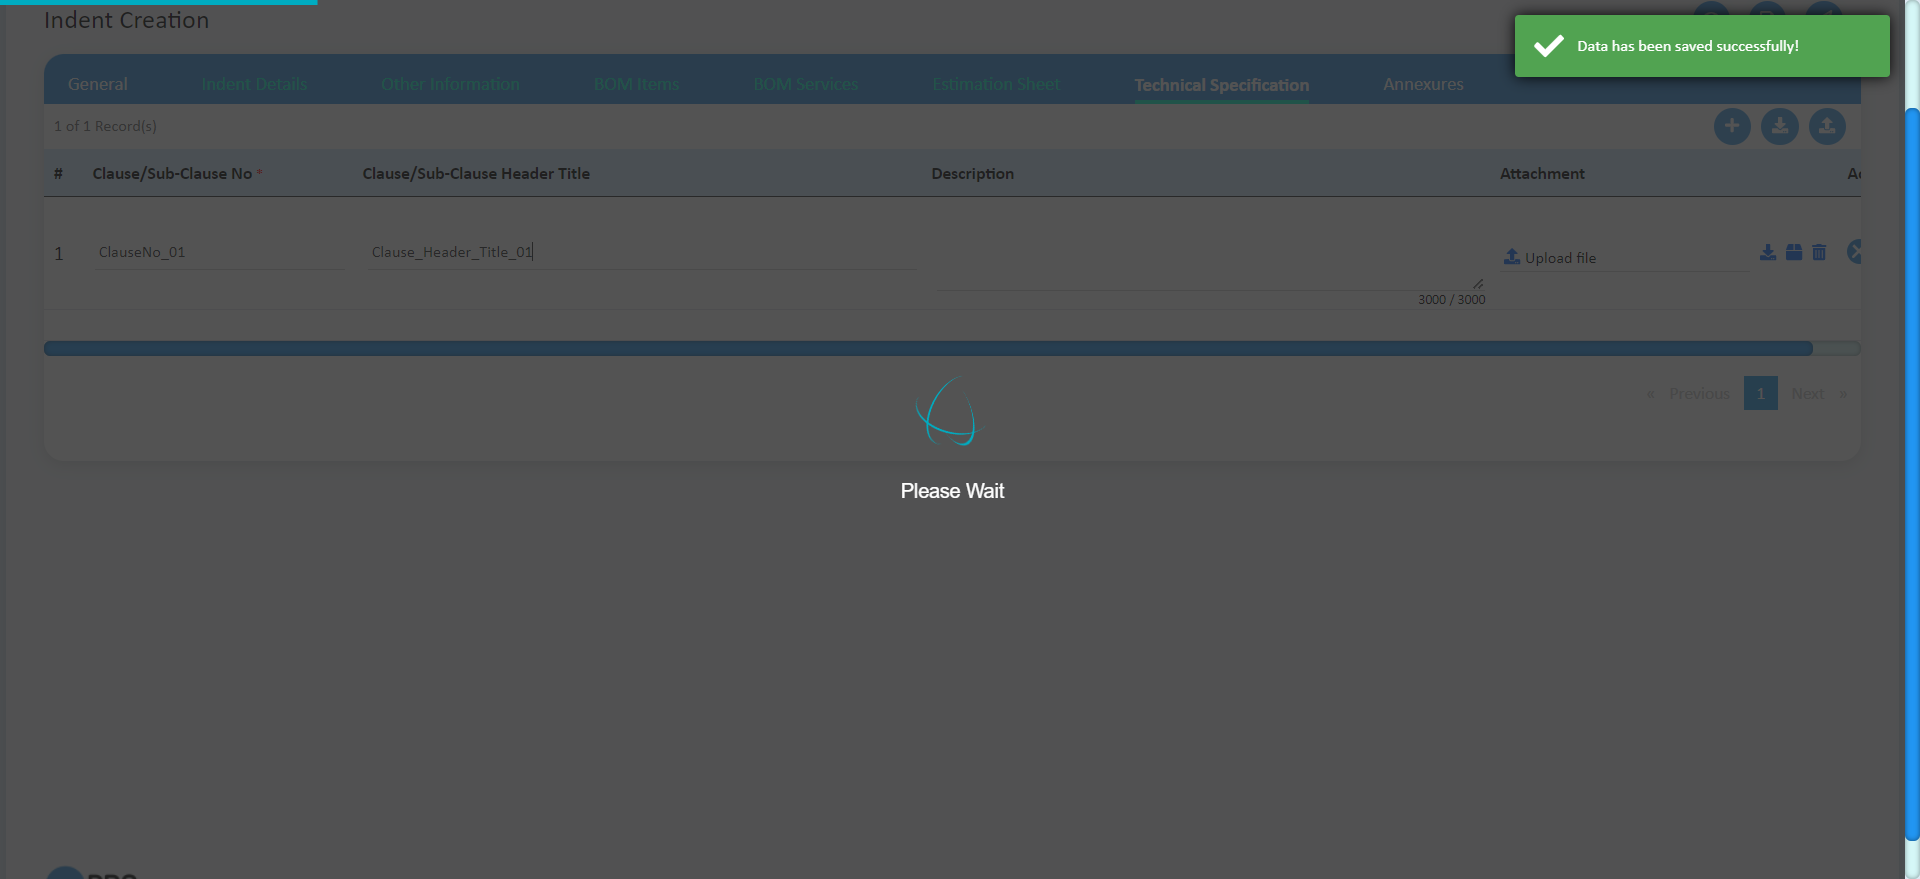 Indent Creation
Data has been saved successfully!
General Indent Details Other Information BOM Items BOM Services Estimation Sheet Technical Specification Annexures
1 of 1 Record(s)
# Clause/Sub-Clause No * Clause/Sub-Clause Header Title Description Attachment
1 ClauseNo_01 Clause_Header_Title_01 Upload file
3000 / 3000
« Previous 1 Next »
Please Wait